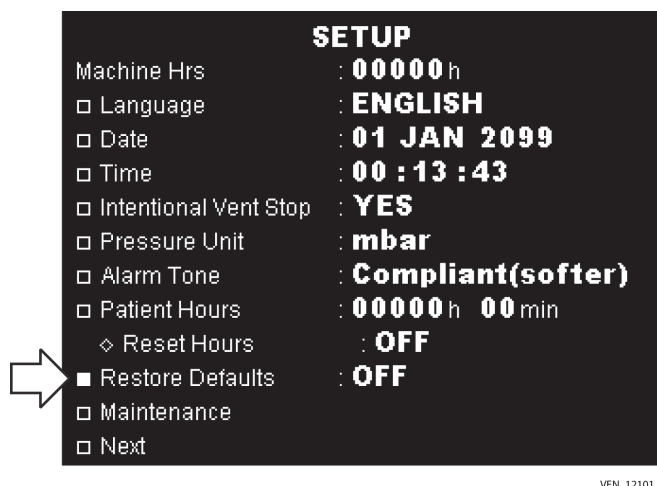 SETUP
Machine Hrs : 00000 h
Language : ENGLISH
Date : 01 JAN 2099
Time : 00 : 13 : 43
Intentional Vent Stop : YES
Pressure Unit : mbar
Alarm Tone : Compliant(softer)
Patient Hours : 00000 h 00 min
Reset Hours : OFF
Restore Defaults : OFF
Maintenance
Next
VEN_12101